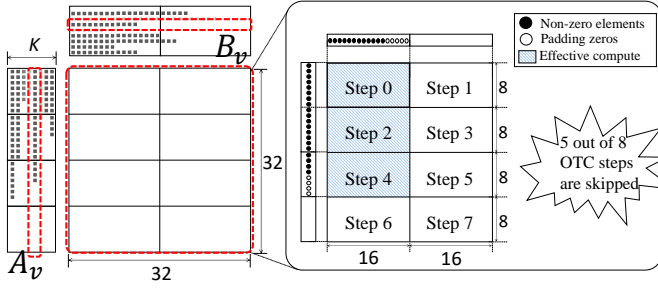 K
B_v
A_v
32
32
Non-zero elements
Padding zeros
Effective compute
Step 0
Step 1
8
Step 2
Step 3
8
Step 4
Step 5
8
Step 6
Step 7
8
16
16
5 out of 8
OTC steps
are skipped